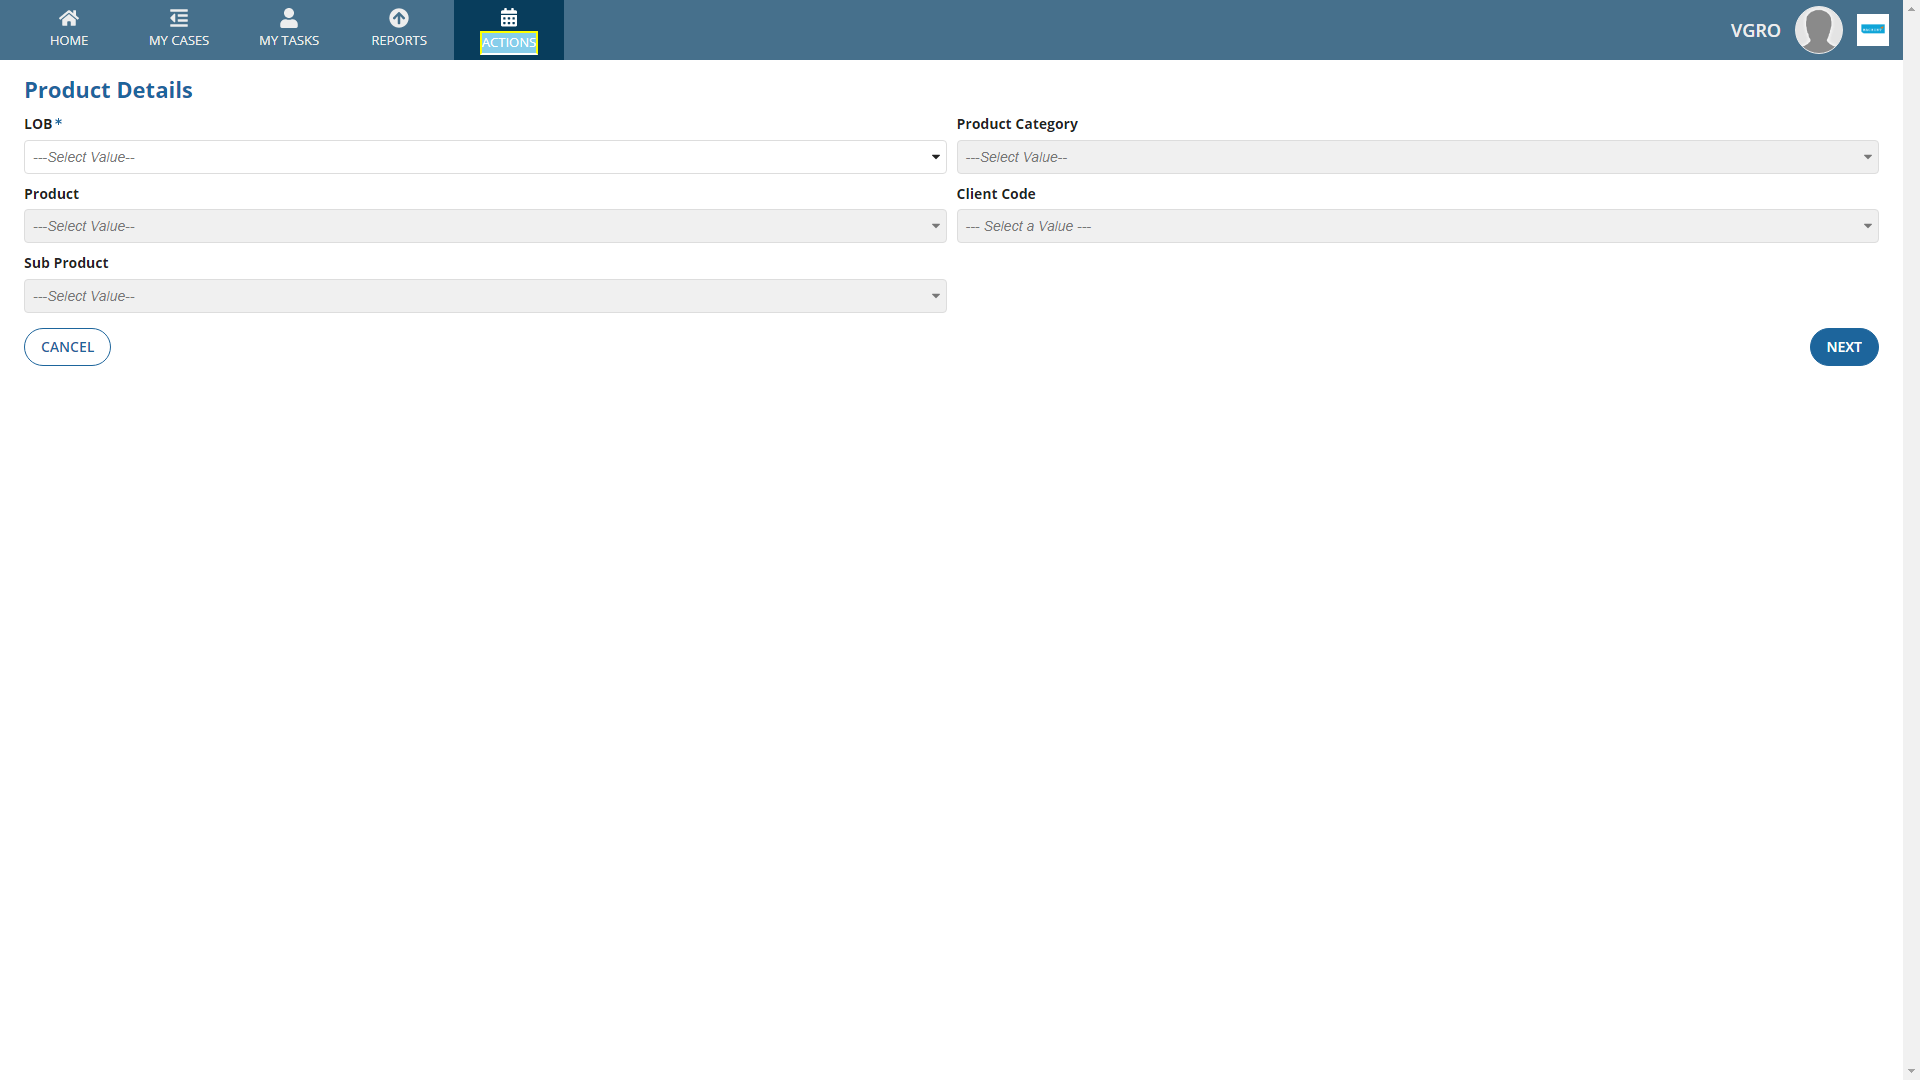 HOME
MY CASES
MY TASKS
REPORTS
ACTIONS
VGRO
Product Details
LOB *
Product Category
---Select Value--
---Select Value--
Product
Client Code
---Select Value--
--- Select a Value ---
Sub Product
---Select Value--
CANCEL
NEXT